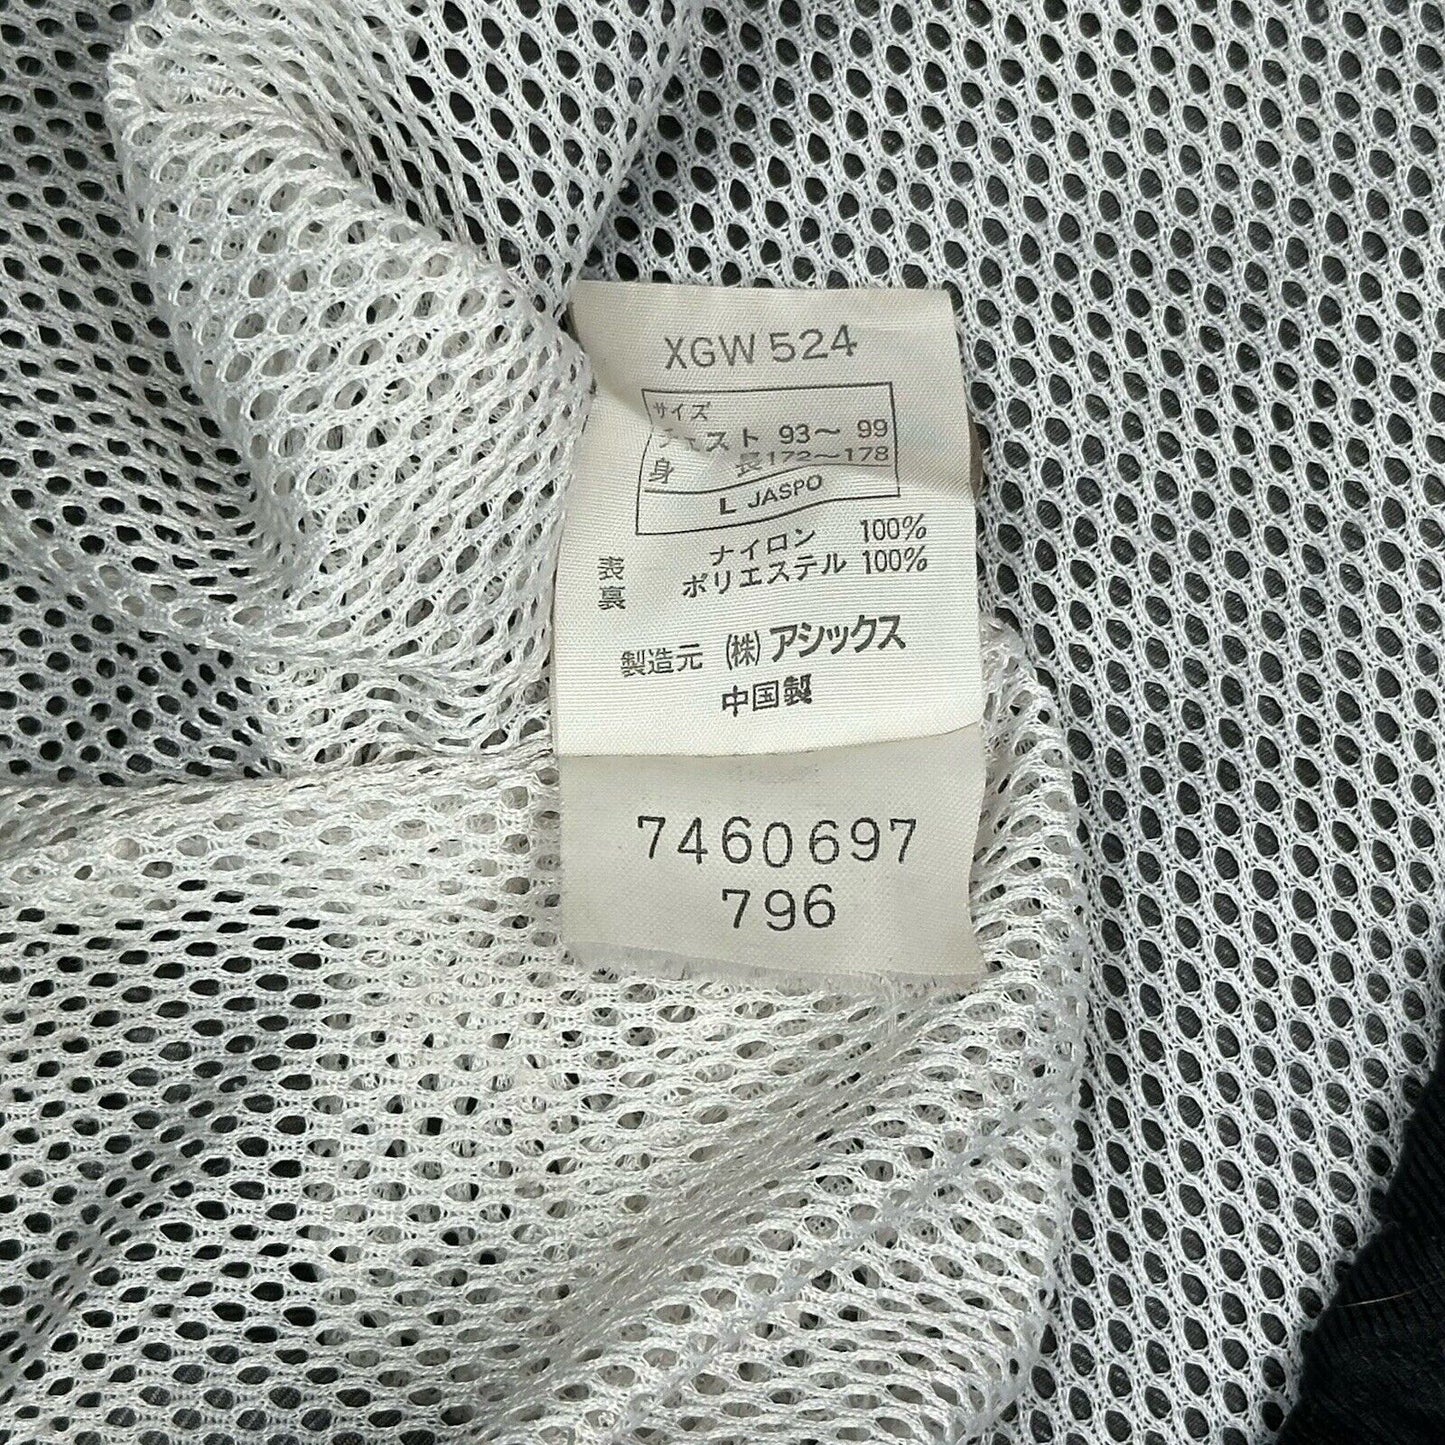 XGW 524
サイズ
チェスト 93～ 99
身 長172～178
L JASPO
表 ナイロン 100%
裏 ポリエステル 100%
製造元 (株)アシックス
中国製
7460697
796